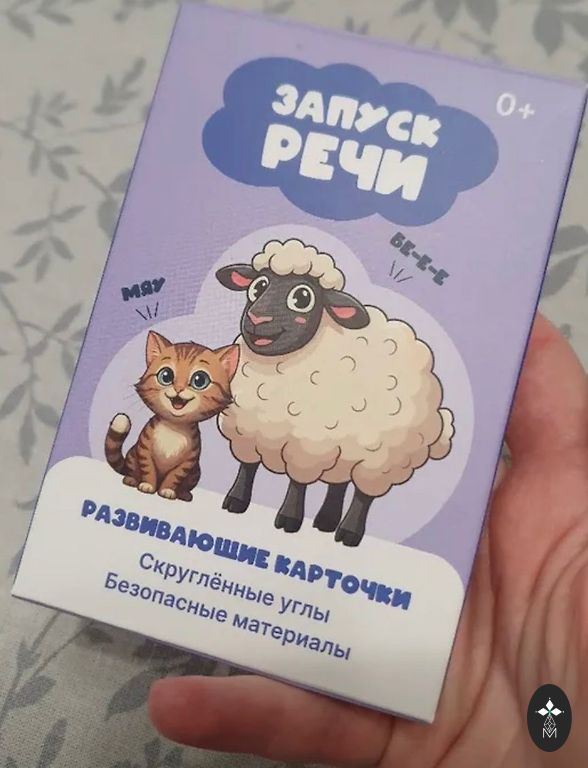 ЗАПУСК
РЕЧИ
0+
МЯУ
БЕ-Е-Е
РАЗВИВАЮЩИЕ КАРТОЧКИ
Скруглённые углы
Безопасные материалы
М